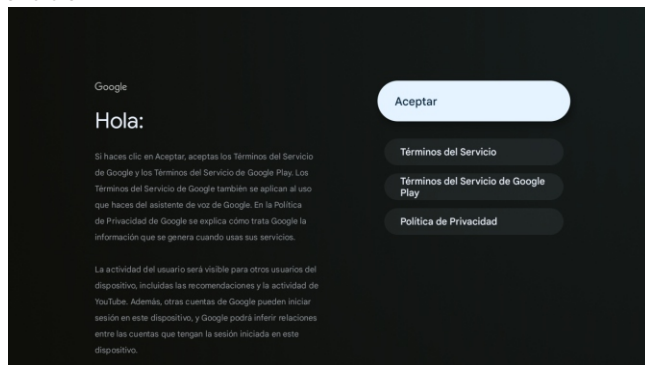 Google
Hola:
Si haces clic en Aceptar, aceptas los Términos del Servicio
de Google y los Términos del Servicio de Google Play. Los
Términos del Servicio de Google también se aplican al uso
que haces del asistente de voz de Google. En la Política
de Privacidad de Google se explica cómo trata Google la
información que se genera cuando usas sus servicios.
La actividad del usuario será visible para otros usuarios del
dispositivo, incluidas las recomendaciones y la actividad de
YouTube. Además, otras cuentas de Google pueden iniciar
sesión en este dispositivo, y Google podrá inferir relaciones
entre las cuentas que tengan la sesión iniciada en este
dispositivo.
Aceptar
Términos del Servicio
Términos del Servicio de Google
Play
Política de Privacidad